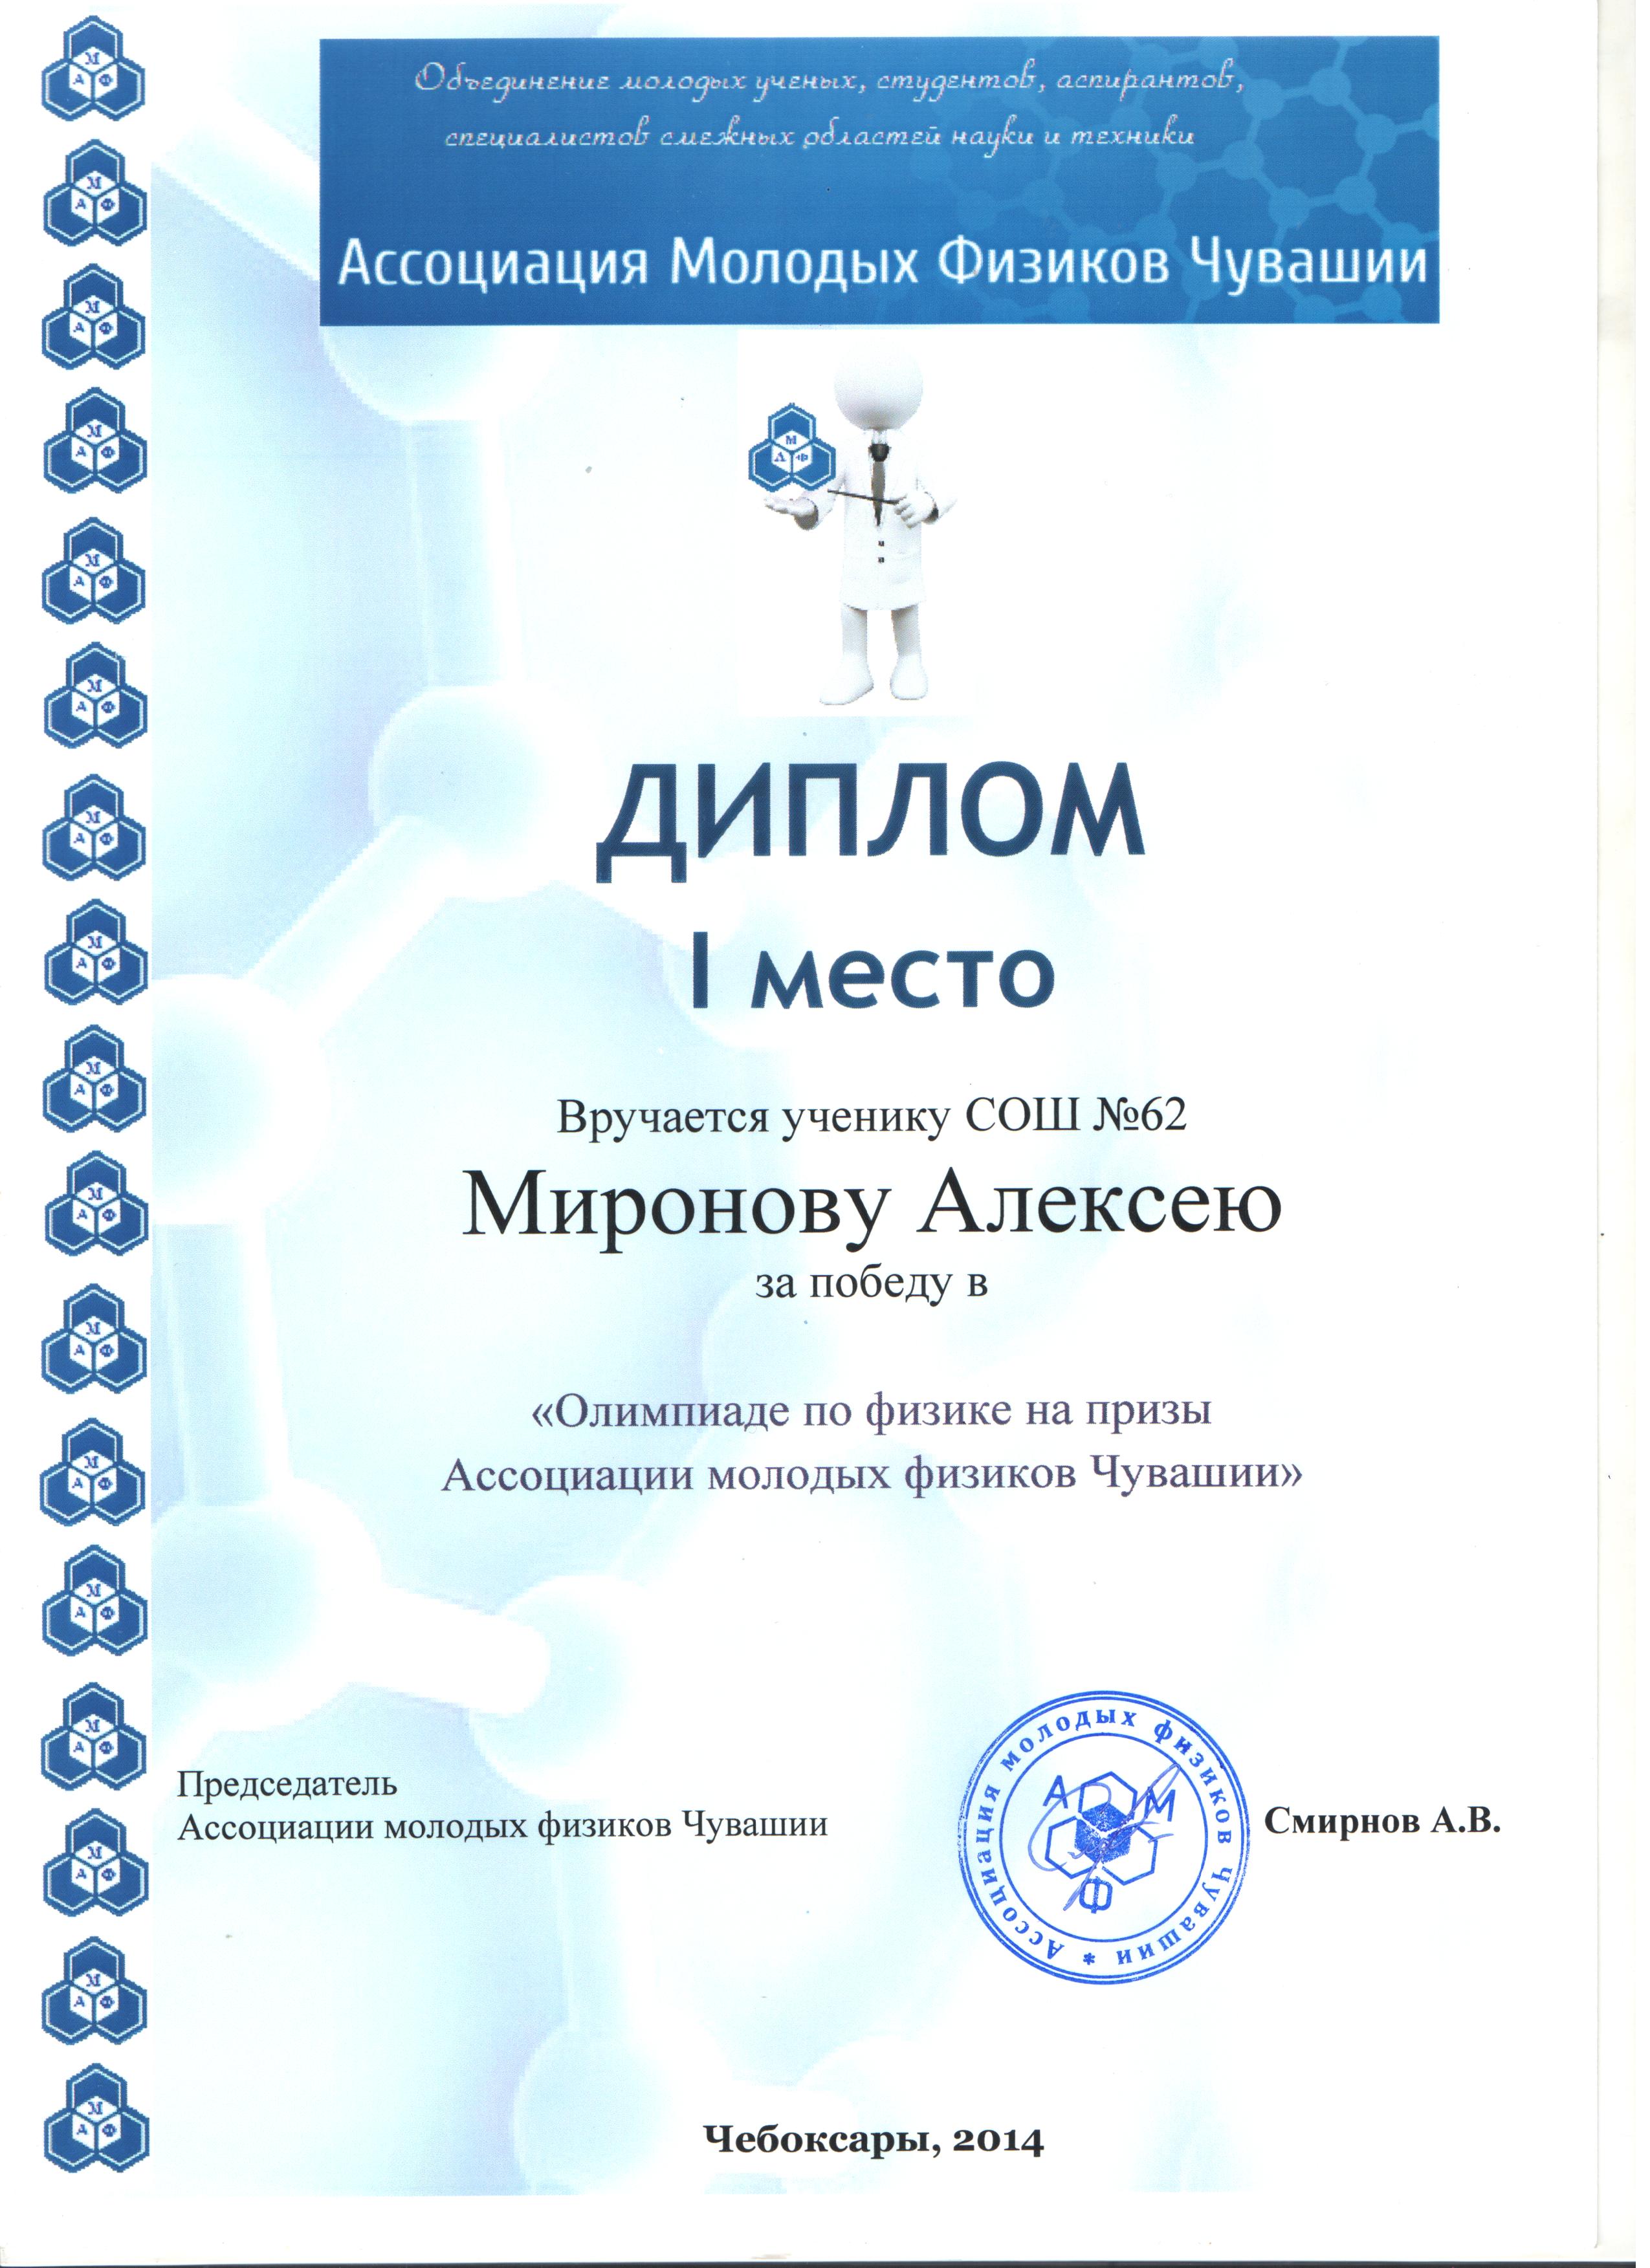 Объединение молодых ученых, студентов, аспирантов,
специалистов смежных областей науки и техники
Ассоциация Молодых Физиков Чувашии
М
А Ф
ДИПЛОМ
I место
Вручается ученику СОШ №62
Миронову Алексею
за победу в
«Олимпиаде по физике на призы
Ассоциации молодых физиков Чувашии»
Председатель
Ассоциации молодых физиков Чувашии
Ассоциация молодых физиков Чувашии *
А М
Ф
Смирнов А.В.
Чебоксары, 2014